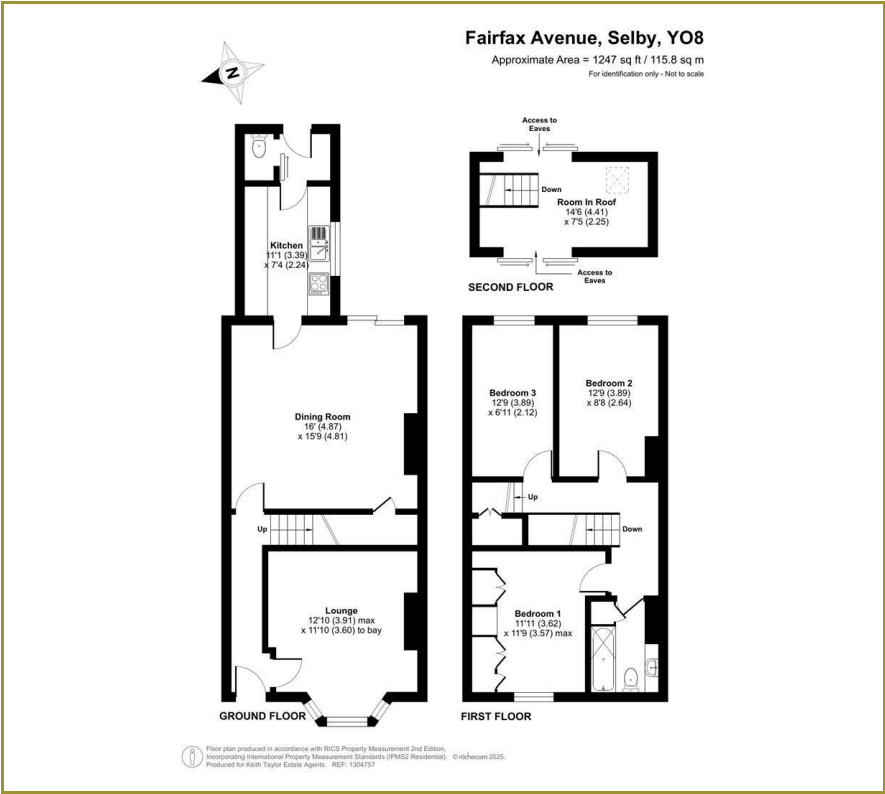 Fairfax Avenue, Selby, YO8
Approximate Area = 1247 sq ft / 115.8 sq m
For identification only - Not to scale
N
Access to
Eaves
Down
Room In Roof
14'6 (4.41)
x 7'5 (2.25)
Access to
Eaves
SECOND FLOOR
Kitchen
11'1 (3.39)
x 7'4 (2.24)
Dining Room
16' (4.87)
x 15'9 (4.81)
Up
Lounge
12'10 (3.91) max
x 11'10 (3.60) to bay
GROUND FLOOR
Bedroom 3
12'9 (3.89)
x 6'11 (2.12)
Bedroom 2
12'9 (3.89)
x 8'8 (2.64)
Up
Down
Bedroom 1
11'11 (3.62)
x 11'9 (3.57) max
FIRST FLOOR
Floor plan produced in accordance with RICS Property Measurement 2nd Edition,
Incorporating International Property Measurement Standards (IPMS2 Residential). © nichecom 2025.
Produced for Keith Taylor Estate Agents. REF: 1304757